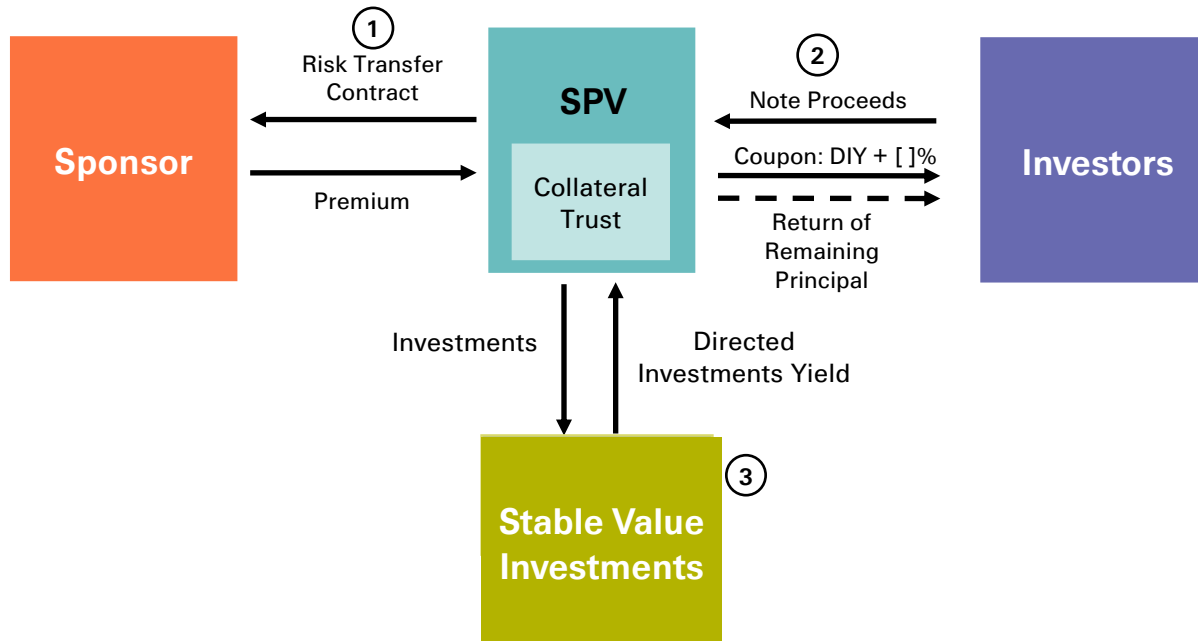 1
Risk Transfer
Contract
Sponsor
Premium
SPV
Collateral
Trust
2
Note Proceeds
Coupon: DIY + [ ]%
Return of
Remaining
Principal
Investors
Investments
Directed
Investments Yield
3
Stable Value
Investments